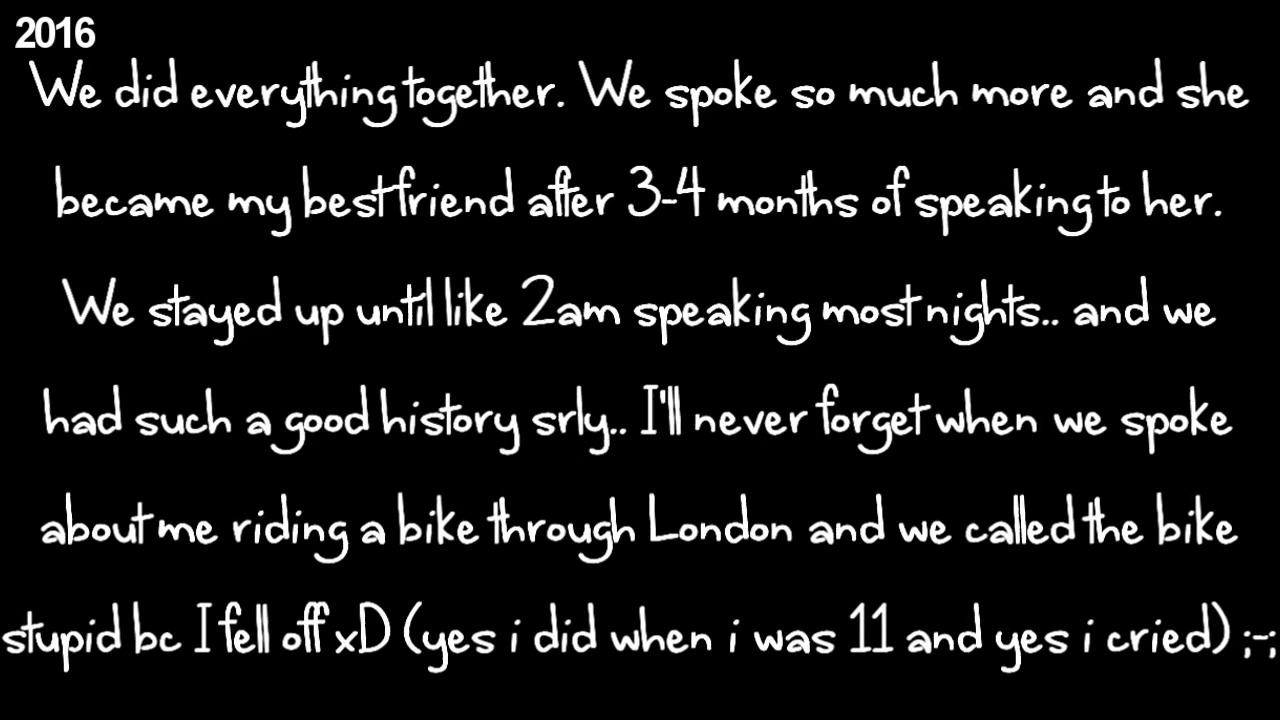 2016
We did everything together. We spoke so much more and she
became my bestfriend after 3-4 months of speaking to her.
We stayed up until like 2am speaking most nights.. and we
had such a good history srly.. I'll never forget when we spoke
about me riding a bike through London and we called the bike
stupid bc I fell off xD (yes i did when i was 11 and yes i cried) ;-;